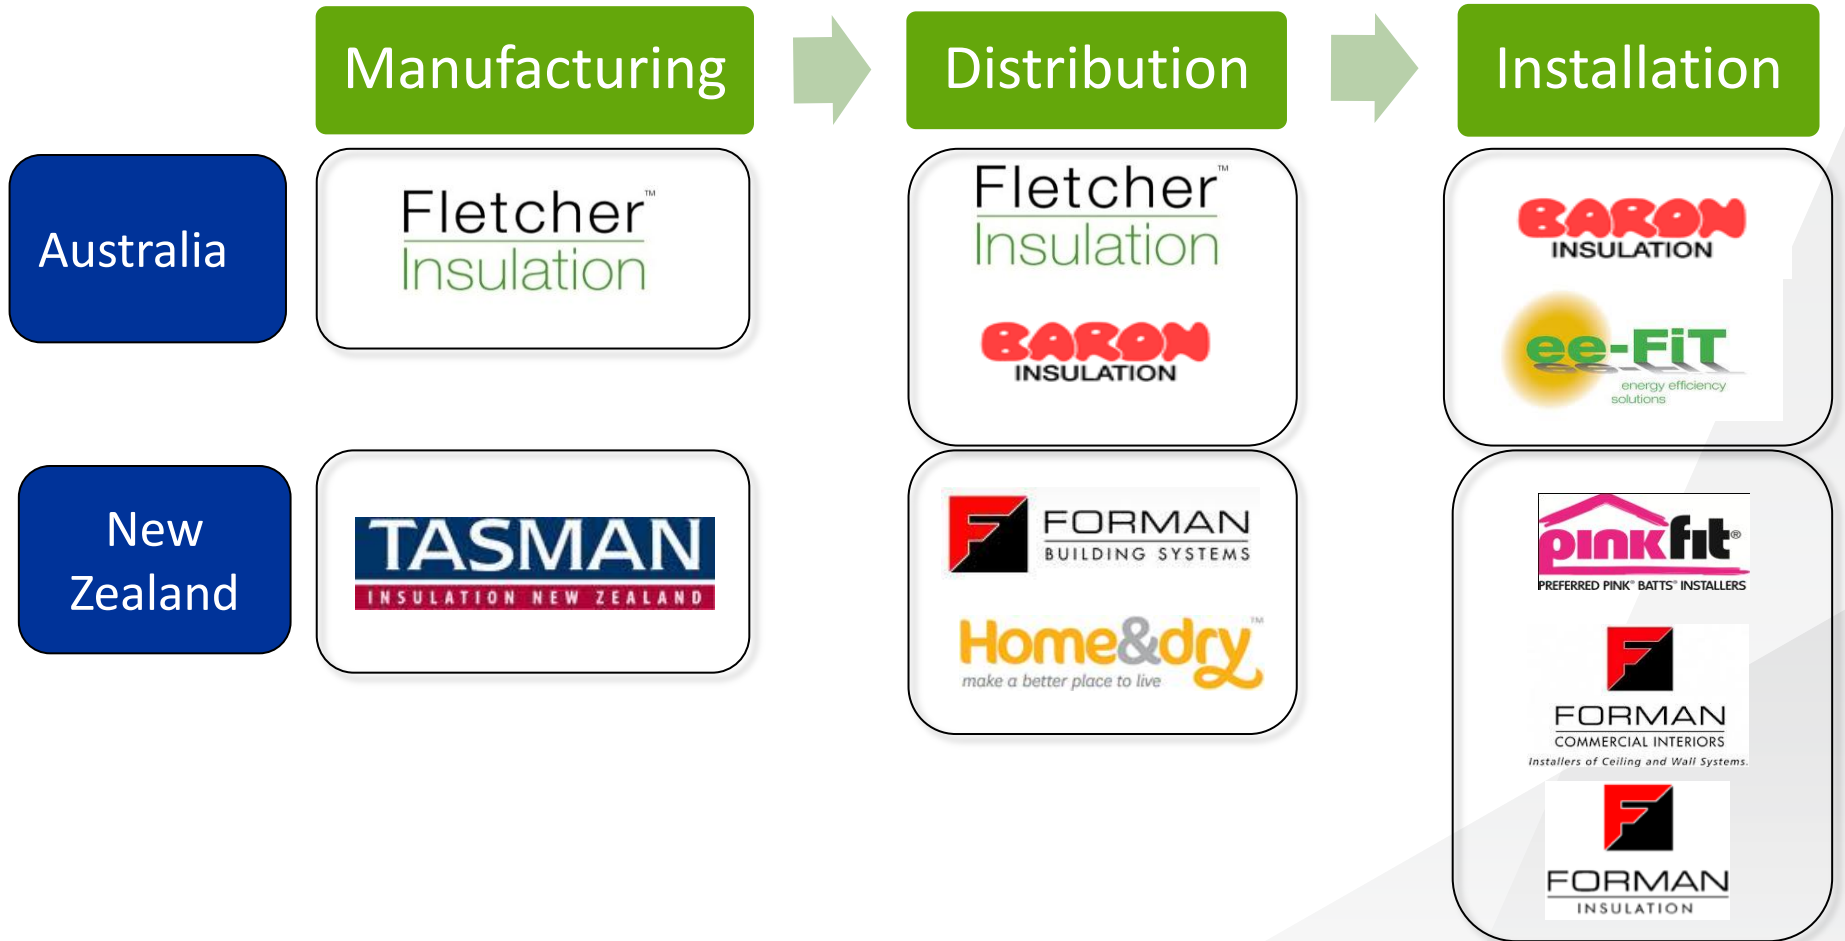 Manufacturing
Distribution
Installation
Australia
Fletcher™
Insulation
Fletcher™
Insulation
BARON
INSULATION
BARON
INSULATION
ee-FiT
energy efficiency
solutions
New
Zealand
TASMAN
INSULATION NEW ZEALAND
FORMAN
BUILDING SYSTEMS
Home&dry™
make a better place to live
pinkfit®
PREFERRED PINK® BATTS® INSTALLERS
FORMAN
COMMERCIAL INTERIORS
Installers of Ceiling and Wall Systems.
FORMAN
INSULATION